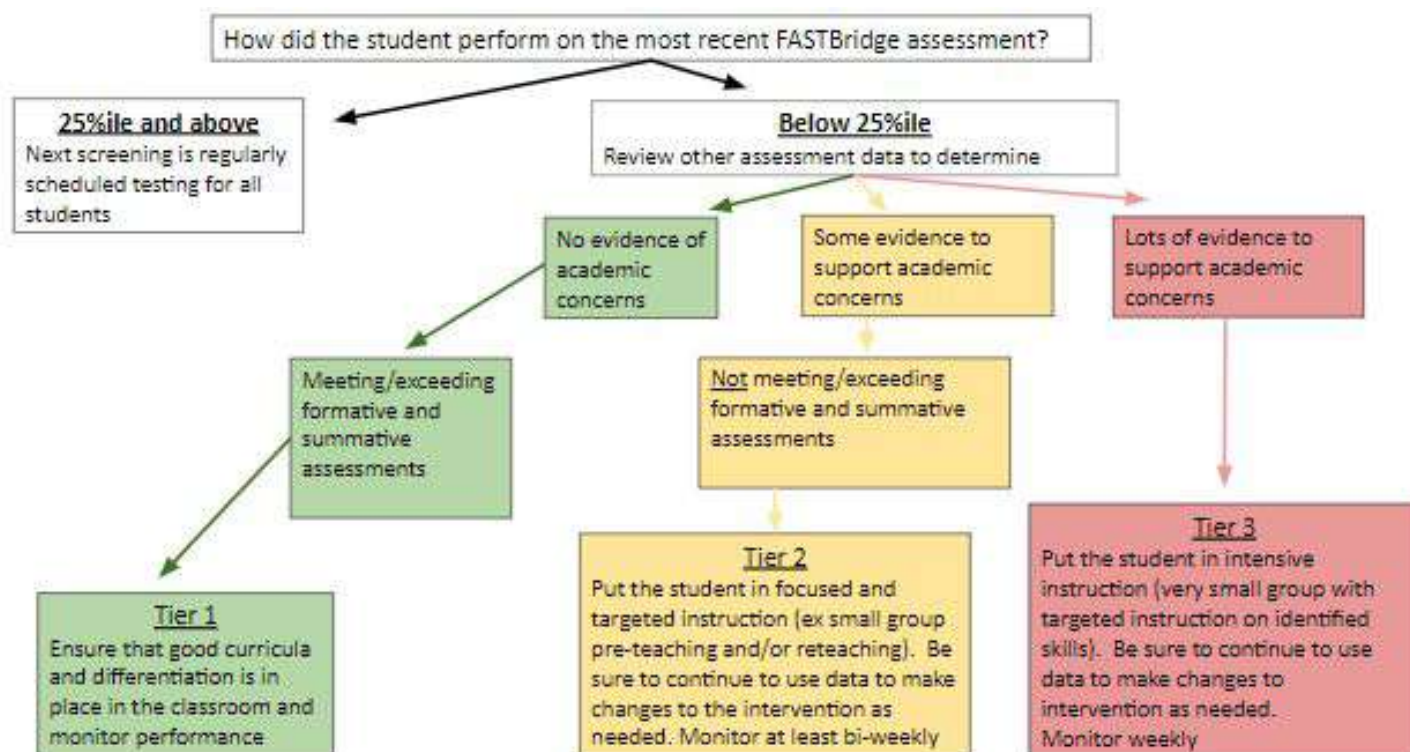 How did the student perform on the most recent FASTBridge assessment?
25%ile and above
Next screening is regularly
scheduled testing for all
students
Below 25%ile
Review other assessment data to determine
No evidence of
academic
concerns
Some evidence to
support academic
concerns
Lots of evidence to
support academic
concerns
Meeting/exceeding
formative and
summative
assessments
Not meeting/exceeding
formative and summative
assessments
Tier 1
Ensure that good curricula
and differentiation is in
place in the classroom and
monitor performance
Tier 2
Put the student in focused and
targeted instruction (ex small group
pre-teaching and/or reteaching).  Be
sure to continue to use data to make
changes to the intervention as
needed. Monitor at least bi-weekly
Tier 3
Put the student in intensive
instruction (very small group with
targeted instruction on identified
skills).  Be sure to continue to use
data to make changes to
intervention as needed.
Monitor weekly